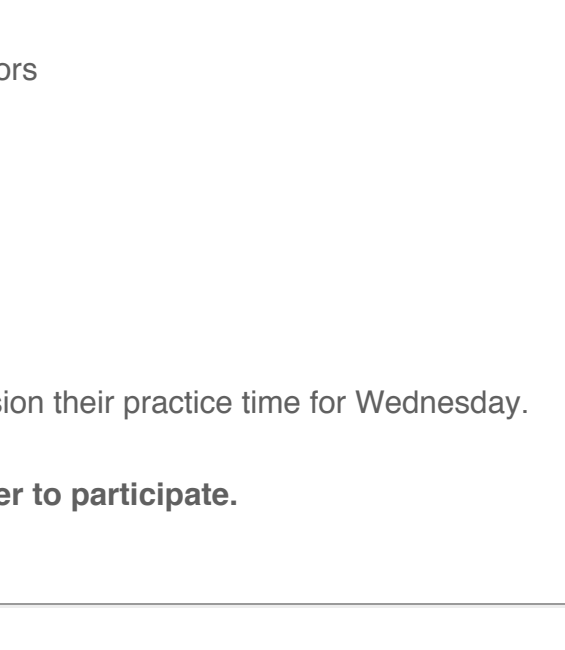 ors
sion their practice time for Wednesday.
er to participate.